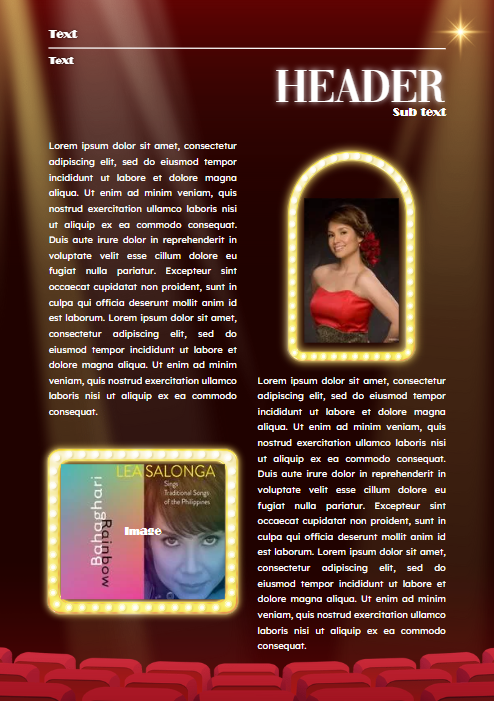 Text
Text
HEADER
Sub text
Lorem ipsum dolor sit amet, consectetur
adipiscing elit, sed do eiusmod tempor
incididunt ut labore et dolore magna
aliqua. Ut enim ad minim veniam, quis
nostrud exercitation ullamco laboris nisi
ut aliquip ex ea commodo consequat.
Duis aute irure dolor in reprehenderit in
voluptate velit esse cillum dolore eu
fugiat nulla pariatur. Excepteur sint
occaecat cupidatat non proident, sunt in
culpa qui officia deserunt mollit anim id
est laborum. Lorem ipsum dolor sit amet,
consectetur adipiscing elit, sed do
eiusmod tempor incididunt ut labore et
dolore magna aliqua. Ut enim ad minim
veniam, quis nostrud exercitation ullamco
laboris nisi ut aliquip ex ea commodo
consequat.
LEA SALONGA
Sings
Traditional Songs
of the Philippines
Bahaghari
Rainbow
Image
Lorem ipsum dolor sit amet, consectetur
adipiscing elit, sed do eiusmod tempor
incididunt ut labore et dolore magna
aliqua. Ut enim ad minim veniam, quis
nostrud exercitation ullamco laboris nisi
ut aliquip ex ea commodo consequat.
Duis aute irure dolor in reprehenderit in
voluptate velit esse cillum dolore eu
fugiat nulla pariatur. Excepteur sint
occaecat cupidatat non proident, sunt in
culpa qui officia deserunt mollit anim id
est laborum. Lorem ipsum dolor sit amet,
consectetur adipiscing elit, sed do
eiusmod tempor incididunt ut labore et
dolore magna aliqua. Ut enim ad minim
veniam, quis nostrud exercitation ullamco
laboris nisi ut aliquip ex ea commodo
consequat.